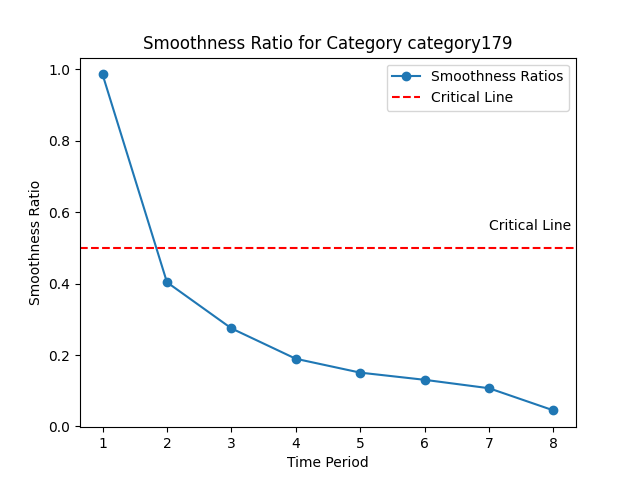 Smoothness Ratio for Category category179
Smoothness Ratios
Critical Line
Critical Line
Smoothness Ratio
1.0
0.8
0.6
0.4
0.2
0.0
1 2 3 4 5 6 7 8
Time Period